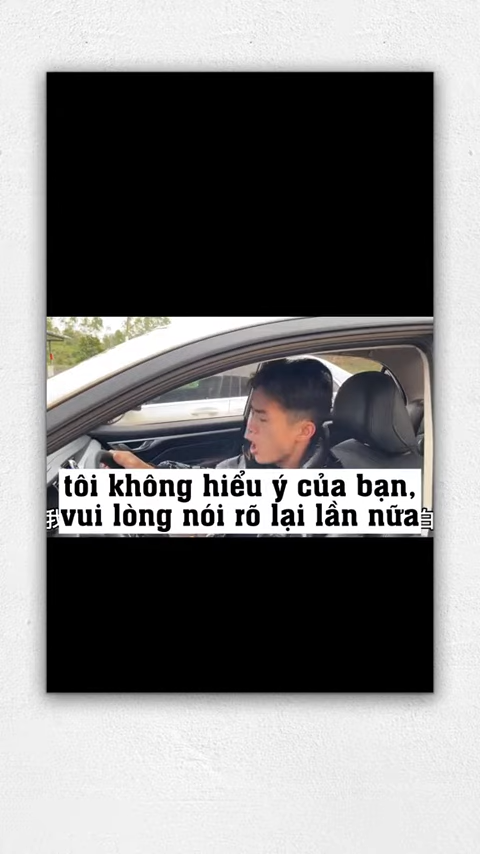 tôi không hiểu ý của bạn,
vui lòng nói rõ lại lần nữa